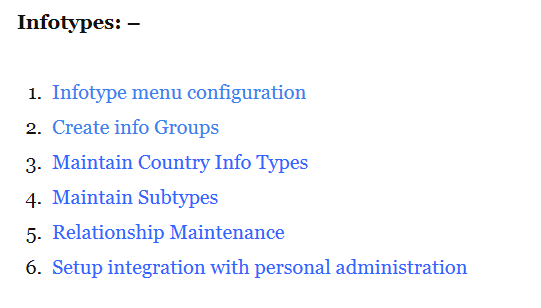 Infotypes: –
1. Infotype menu configuration
2. Create info Groups
3. Maintain Country Info Types
4. Maintain Subtypes
5. Relationship Maintenance
6. Setup integration with personal administration